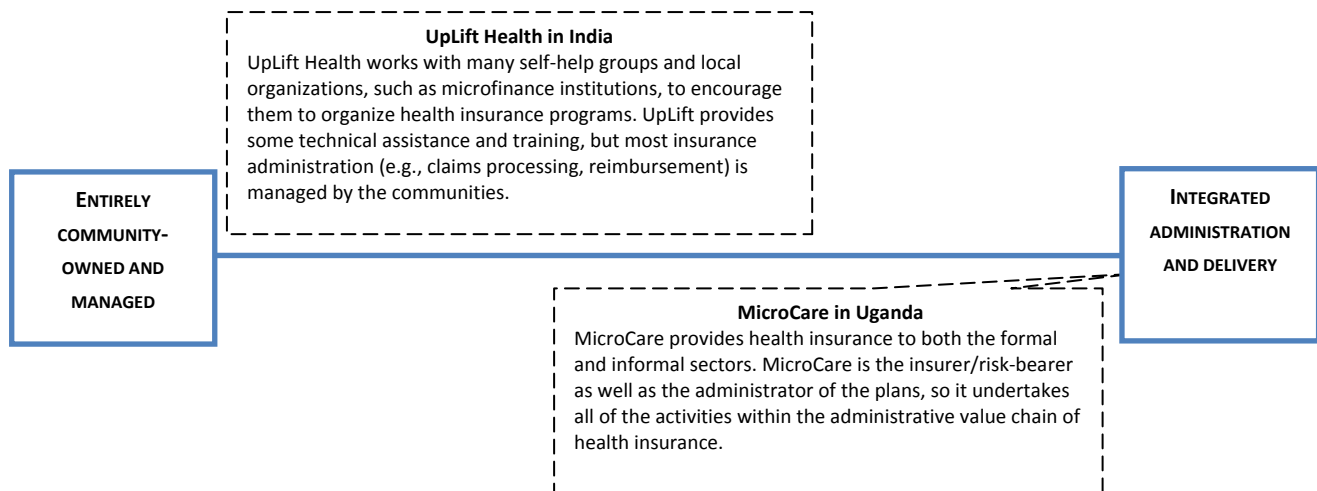 UpLift Health in India
UpLift Health works with many self-help groups and local
organizations, such as microfinance institutions, to encourage
them to organize health insurance programs. UpLift provides
some technical assistance and training, but most insurance
administration (e.g., claims processing, reimbursement) is
managed by the communities.
ENTIRELY
COMMUNITY-
OWNED AND
MANAGED
INTEGRATED
ADMINISTRATION
AND DELIVERY
MicroCare in Uganda
MicroCare provides health insurance to both the formal
and informal sectors. MicroCare is the insurer/risk-bearer
as well as the administrator of the plans, so it undertakes
all of the activities within the administrative value chain of
health insurance.